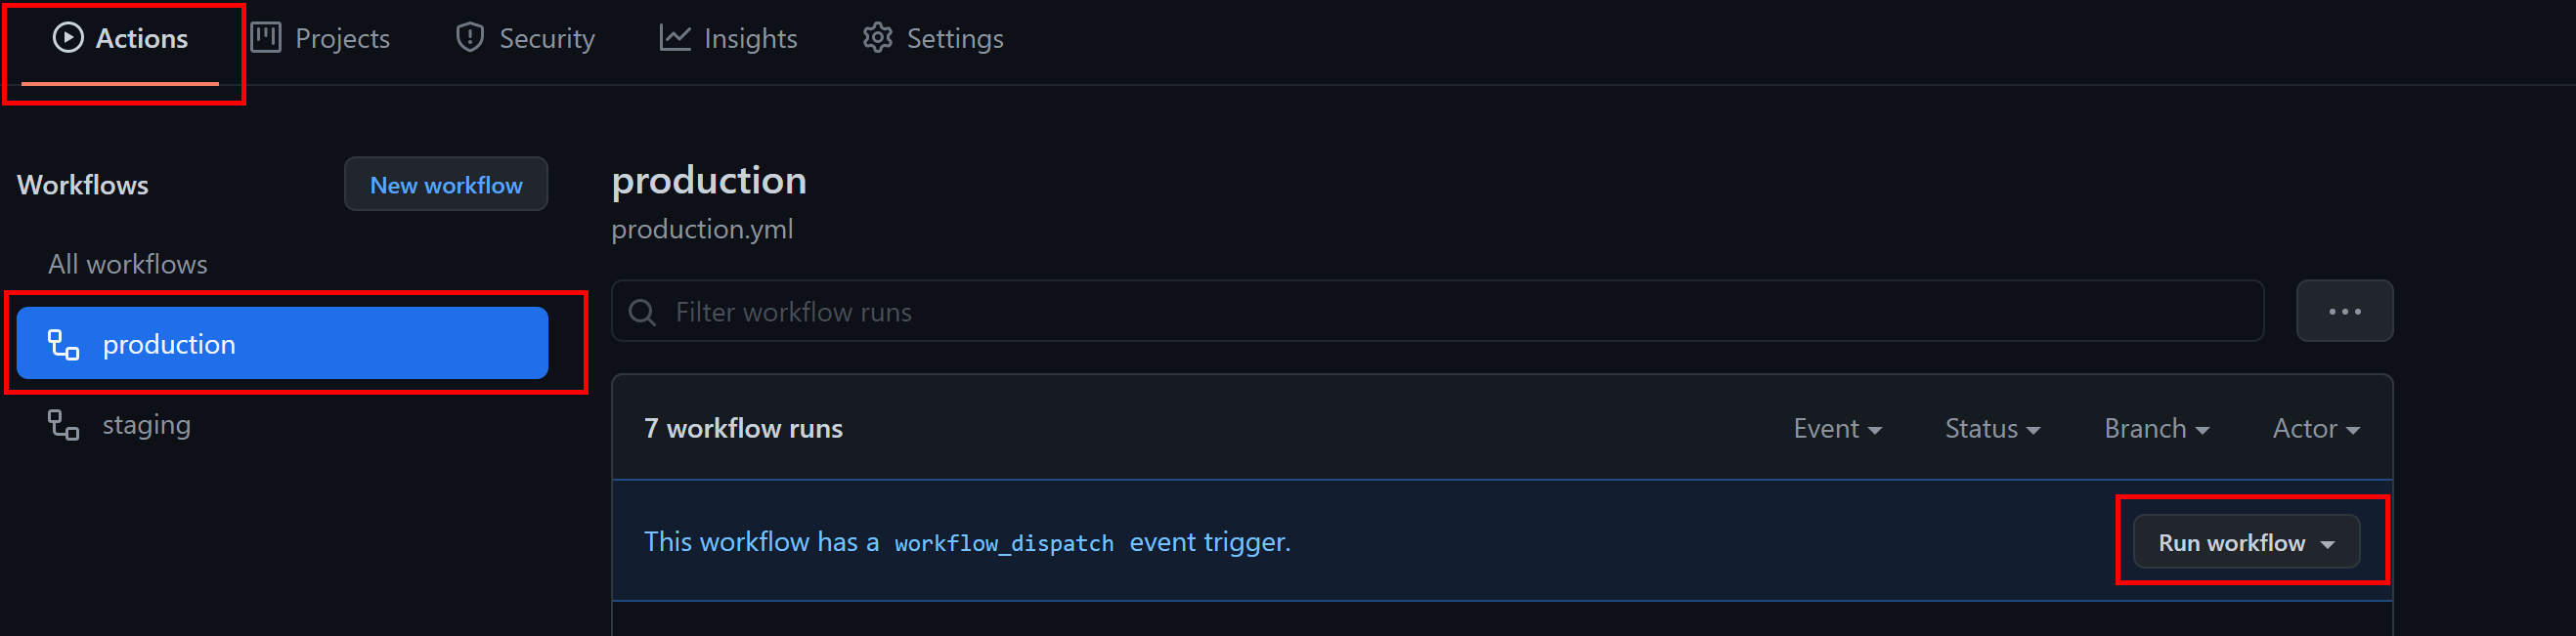 Actions Projects Security Insights Settings
Workflows New workflow
All workflows
production
staging
production
production.yml
Filter workflow runs
7 workflow runs Event Status Branch Actor
This workflow has a workflow_dispatch event trigger. Run workflow